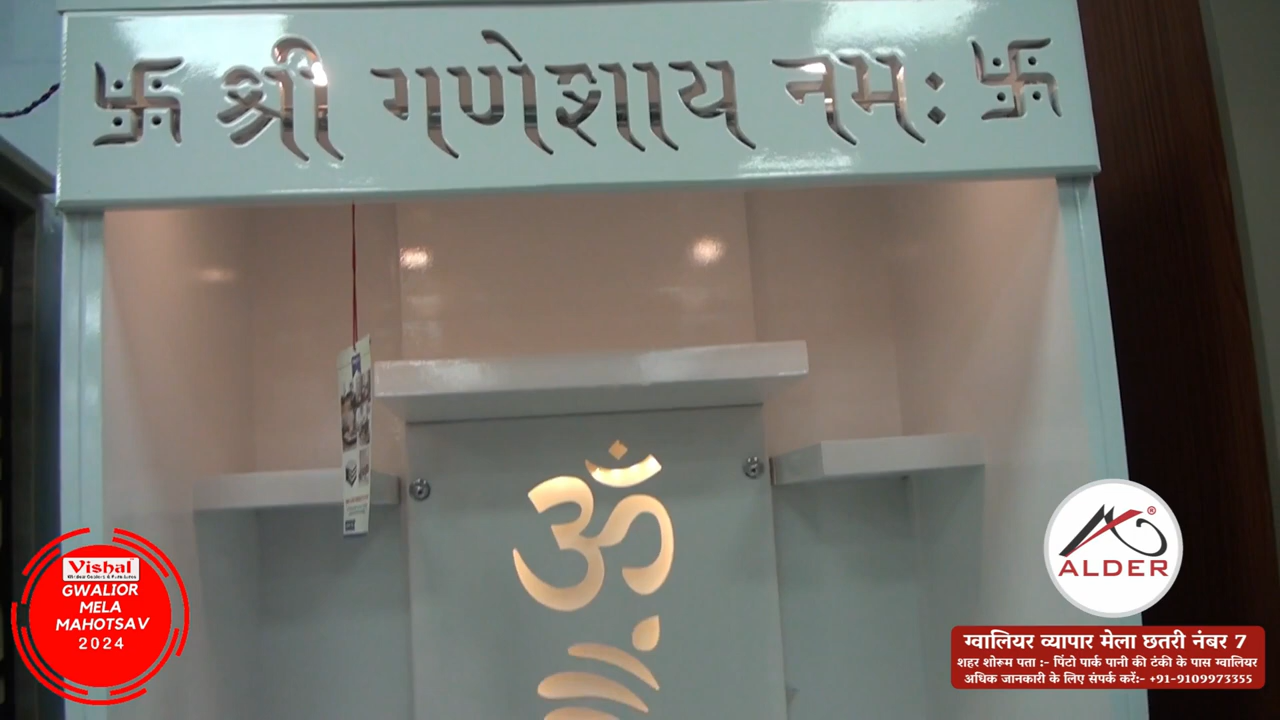 卐 श्री गणेशाय नमः 卐
ॐ
Vishal
GWALIOR
MELA
MAHOTSAV
2024
ALDER®
ग्वालियर व्यापार मेला छतरी नंबर 7
शहर शोरूम पता :- पिंटो पार्क पानी की टंकी के पास ग्वालियर
अधिक जानकारी के लिए संपर्क करें:- +91-9109973355